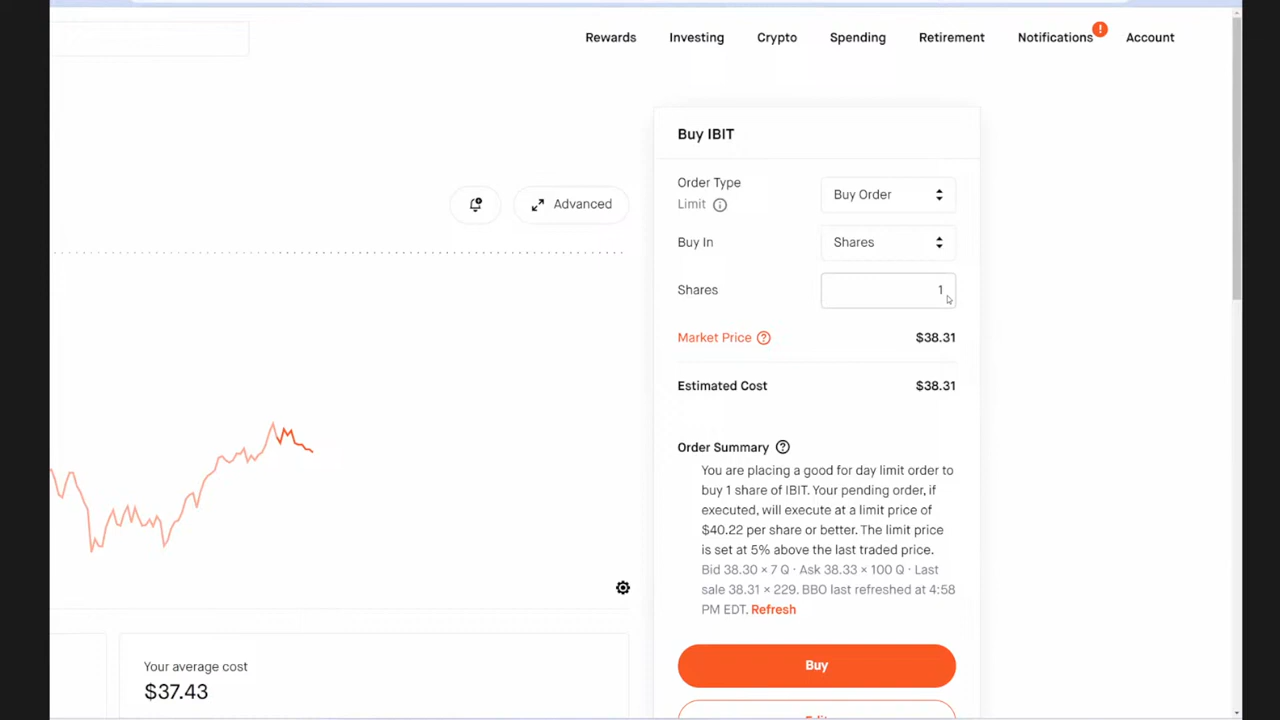 Rewards Investing Crypto Spending Retirement Notifications ! Account
Buy IBIT
Order Type
Limit
Buy Order
Advanced
Buy In
Shares
Shares
1
Market Price ?
$38.31
Estimated Cost
$38.31
Order Summary ?
You are placing a good for day limit order to
buy 1 share of IBIT. Your pending order, if
executed, will execute at a limit price of
$40.22 per share or better. The limit price
is set at 5% above the last traded price.
Bid 38.30 × 7 Q · Ask 38.33 × 100 Q · Last
sale 38.31 × 229. BBO last refreshed at 4:58
PM EDT. Refresh
Buy
Your average cost
$37.43